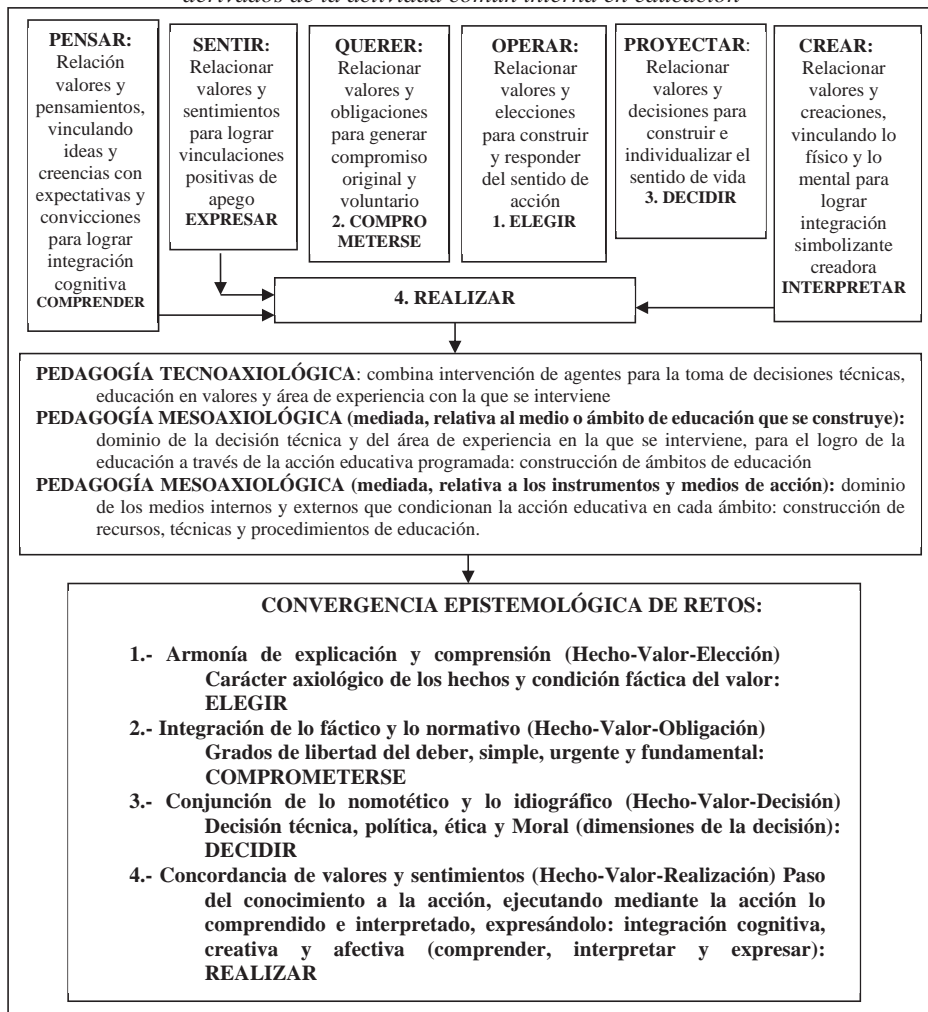 derivados de la actividad común interna en educación
PENSAR:
Relación
valores y
pensamientos,
vinculando
ideas y
creencias con
expectativas y
convicciones
para lograr
integración
cognitiva
COMPRENDER
SENTIR:
Relacionar
valores y
sentimientos
para lograr
vinculaciones
positivas de
apego
EXPRESAR
QUERER:
Relacionar
valores y
obligaciones
para generar
compromiso
original y
voluntario
2. COMPRO
METERSE
OPERAR:
Relacionar
valores y
elecciones
para construir
y responder
del sentido de
acción
1. ELEGIR
PROYECTAR:
Relacionar
valores y
decisiones para
construir e
individualizar el
sentido de vida
3. DECIDIR
CREAR:
Relacionar
valores y
creaciones,
vinculando lo
físico y lo
mental para
lograr
integración
simbolizante
creadora
INTERPRETAR
4. REALIZAR
PEDAGOGÍA TECNOAXIOLÓGICA: combina intervención de agentes para la toma de decisiones técnicas,
educación en valores y área de experiencia con la que se interviene
PEDAGOGÍA MESOAXIOLÓGICA (mediada, relativa al medio o ámbito de educación que se construye):
dominio de la decisión técnica y del área de experiencia en la que se interviene, para el logro de la
educación a través de la acción educativa programada: construcción de ámbitos de educación
PEDAGOGÍA MESOAXIOLÓGICA (mediada, relativa a los instrumentos y medios de acción): dominio
de los medios internos y externos que condicionan la acción educativa en cada ámbito: construcción de
recursos, técnicas y procedimientos de educación.
CONVERGENCIA EPISTEMOLÓGICA DE RETOS:
1.- Armonía de explicación y comprensión (Hecho-Valor-Elección)
Carácter axiológico de los hechos y condición fáctica del valor:
ELEGIR
2.- Integración de lo fáctico y lo normativo (Hecho-Valor-Obligación)
Grados de libertad del deber, simple, urgente y fundamental:
COMPROMETERSE
3.- Conjunción de lo nomotético y lo idiográfico (Hecho-Valor-Decisión)
Decisión técnica, política, ética y Moral (dimensiones de la decisión):
DECIDIR
4.- Concordancia de valores y sentimientos (Hecho-Valor-Realización) Paso
del conocimiento a la acción, ejecutando mediante la acción lo
comprendido e interpretado, expresándolo: integración cognitiva,
creativa y afectiva (comprender, interpretar y expresar):
REALIZAR